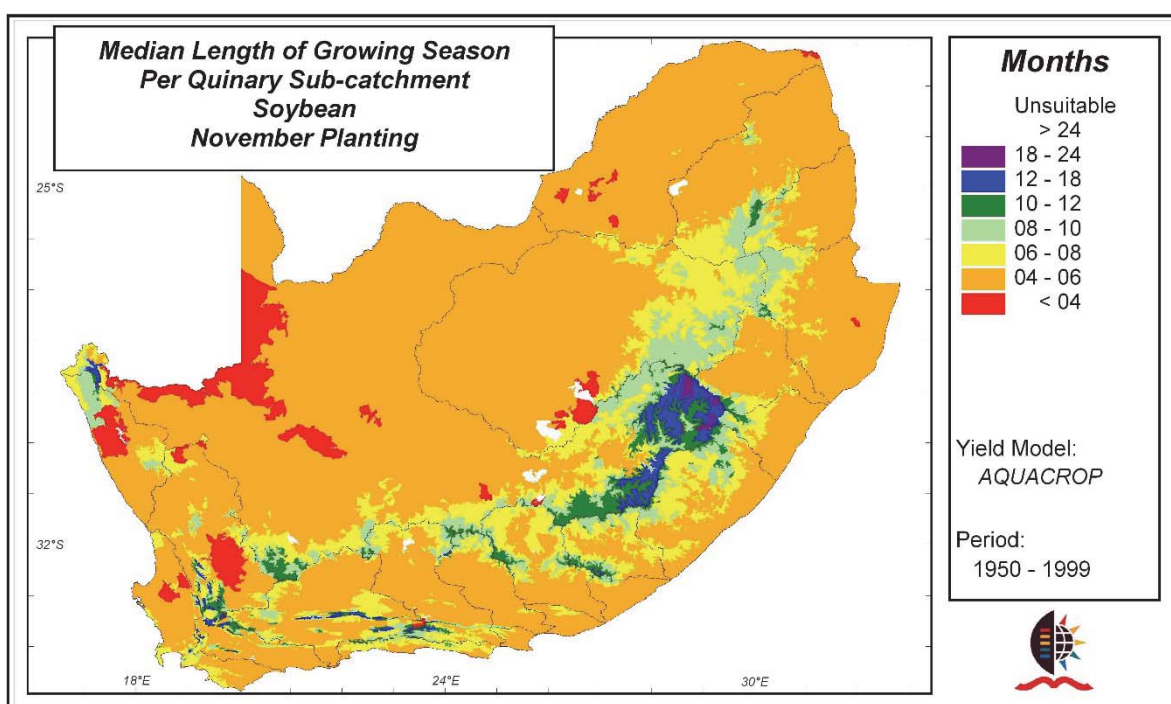 Median Length of Growing Season
Per Quinary Sub-catchment
Soybean
November Planting
Months
Unsuitable
> 24
18 - 24
12 - 18
10 - 12
08 - 10
06 - 08
04 - 06
< 04
Yield Model:
AQUACROP
Period:
1950 - 1999
25°S
32°S
18°E
24°E
30°E